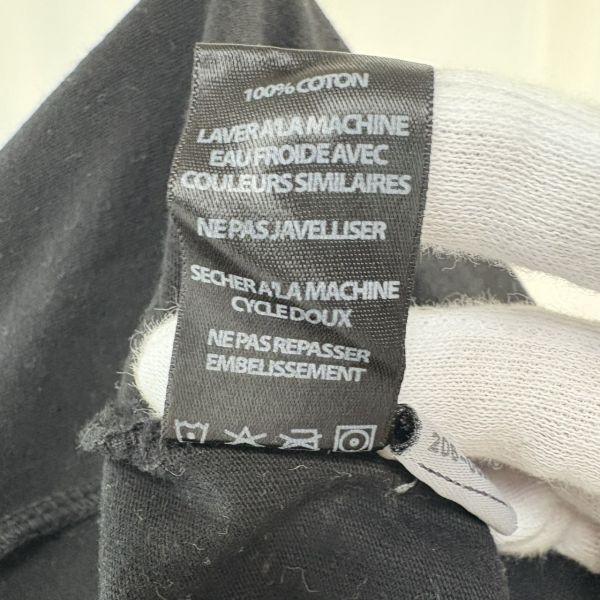 100% COTON
LAVER A'LA MACHINE
EAU FROIDE AVEC
COULEURS SIMILAIRES
NE PAS JAVELLISER
SECHER A'LA MACHINE
CYCLE DOUX
NE PAS REPASSER
EMBELISSEMENT